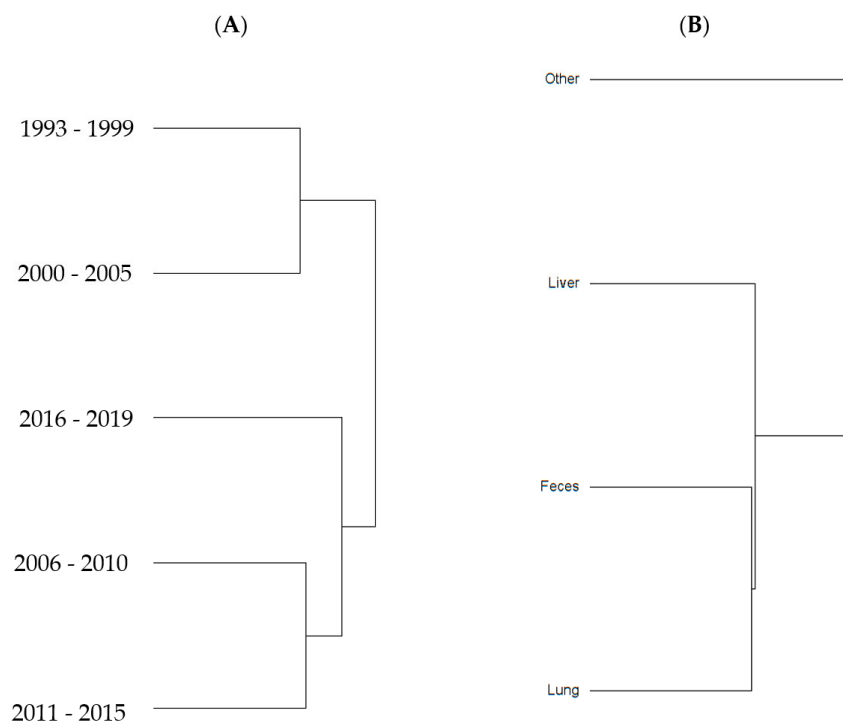 (A)
1993 - 1999
2000 - 2005
2016 - 2019
2006 - 2010
2011 - 2015
(B)
Other
Liver
Feces
Lung